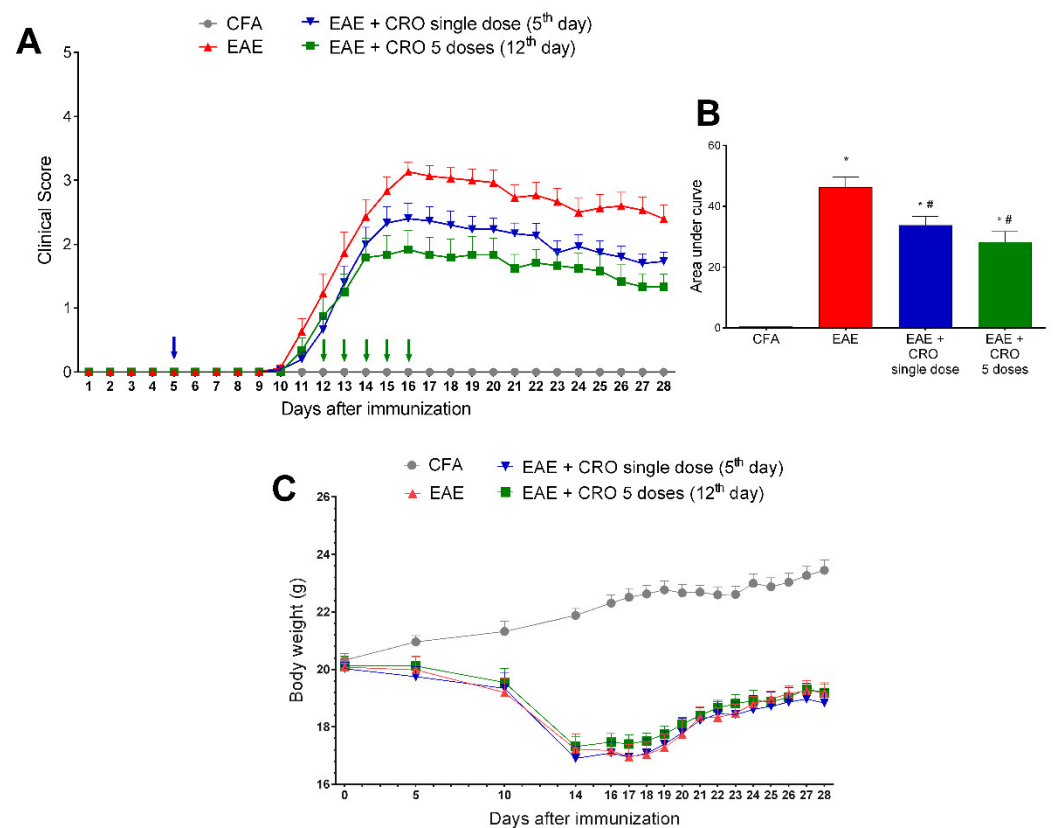 A
CFA
EAE + CRO single dose (5th day)
EAE
EAE + CRO 5 doses (12th day)
5
4
3
2
1
0
Clinical Score
1 2 3 4 5 6 7 8 9 10 11 12 13 14 15 16 17 18 19 20 21 22 23 24 25 26 27 28
Days after immunization
B
60
40
20
0
Area under curve
*
* #
* #
CFA
EAE
EAE +
CRO
single dose
EAE +
CRO
5 doses
C
CFA
EAE + CRO single dose (5th day)
EAE
EAE + CRO 5 doses (12th day)
26
24
22
20
18
16
Body weight (g)
0 5 10 14 16 17 18 19 20 21 22 23 24 25 26 27 28
Days after immunization